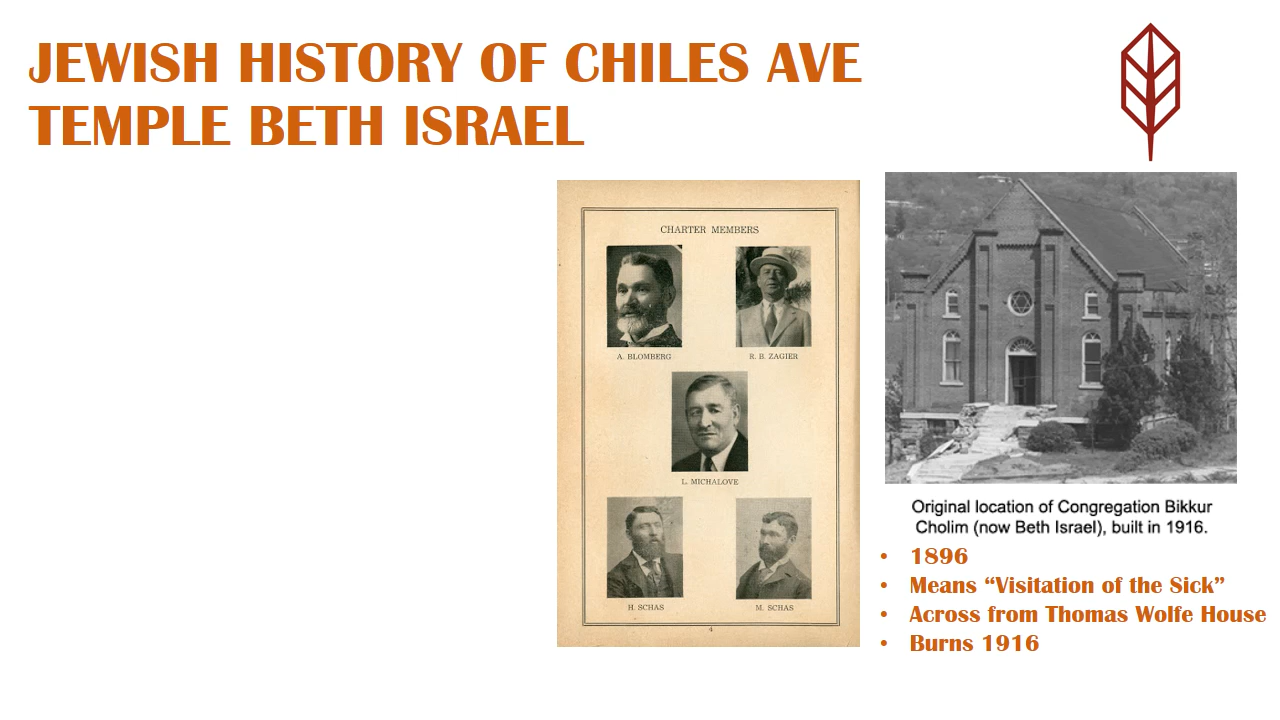 JEWISH HISTORY OF CHILES AVE
TEMPLE BETH ISRAEL
CHARTER MEMBERS
A. BLOMBERG
R. B. ZAGIER
L. MICHALOVE
H. SCHAS
M. SCHAS
4
Original location of Congregation Bikkur
Cholim (now Beth Israel), built in 1916.
• 1896
• Means “Visitation of the Sick”
• Across from Thomas Wolfe House
• Burns 1916